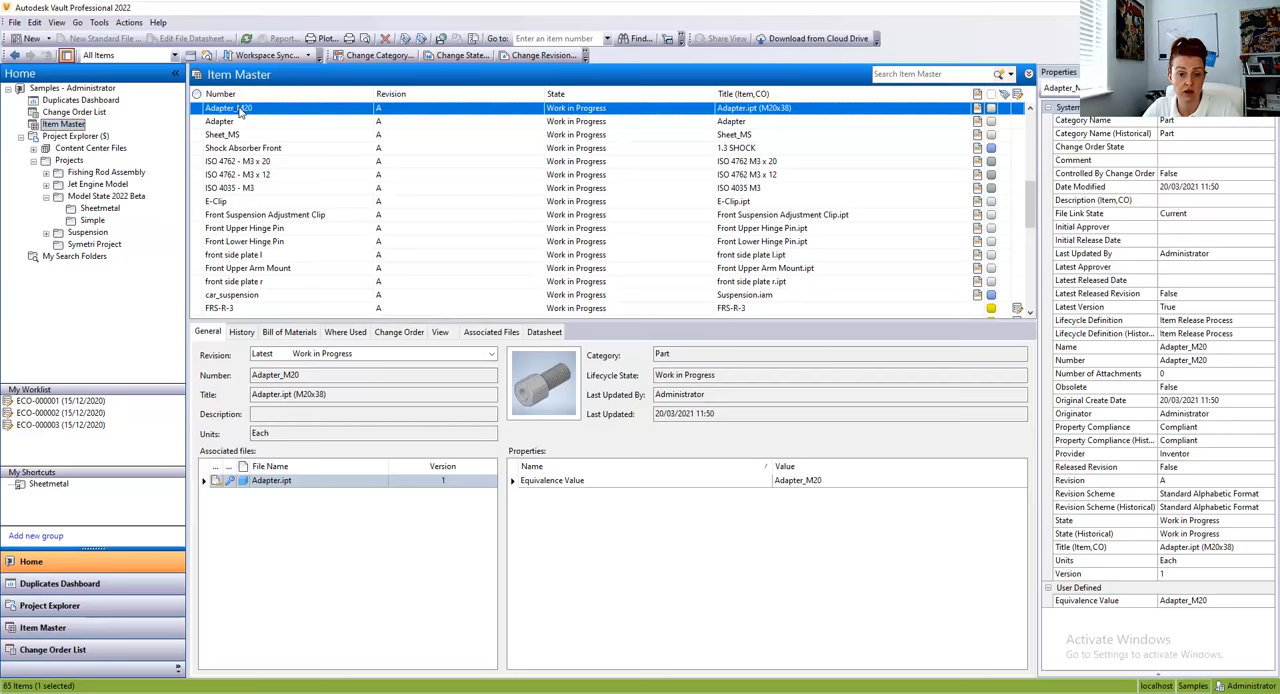 Autodesk Vault Professional 2022
File Edit View Go Tools Actions Help
New New Standard File... Edit File Datasheet... Report... Plot... Go to: Enter an item number Find... Share View Download from Cloud Drive
All Items Workspace Sync... Change Category... Change State... Change Revision...
Home «
Samples - Administrator
Duplicates Dashboard
Change Order List
Item Master
Project Explorer ($)
Content Center Files
Projects
Fishing Rod Assembly
Jet Engine Model
Model State 2022 Beta
Sheetmetal
Simple
Suspension
Symetri Project
My Search Folders
My Worklist
ECO-000001 (15/12/2020)
ECO-000002 (15/12/2020)
ECO-000003 (15/12/2020)
My Shortcuts
Sheetmetal
Add new group
Home
Duplicates Dashboard
Project Explorer
Item Master
Change Order List
Item Master Search Item Master
Number Revision State Title (Item,CO)
Adapter_M20 A Work in Progress Adapter.ipt (M20x38)
Adapter A Work in Progress Adapter
Sheet_MS A Work in Progress Sheet_MS
Shock Absorber Front A Work in Progress 1.3 SHOCK
ISO 4762 - M3 x 20 A Work in Progress ISO 4762 M3 x 20
ISO 4762 - M3 x 12 A Work in Progress ISO 4762 M3 x 12
ISO 4035 - M3 A Work in Progress ISO 4035 M3
E-Clip A Work in Progress E-Clip.ipt
Front Suspension Adjustment Clip A Work in Progress Front Suspension Adjustment Clip.ipt
Front Upper Hinge Pin A Work in Progress Front Upper Hinge Pin.ipt
Front Lower Hinge Pin A Work in Progress Front Lower Hinge Pin.ipt
front side plate l A Work in Progress front side plate l.ipt
Front Upper Arm Mount A Work in Progress Front Upper Arm Mount.ipt
front side plate r A Work in Progress front side plate r.ipt
car_suspension A Work in Progress Suspension.iam
FRS-R-3 A Work in Progress FRS-R-3
General History Bill of Materials Where Used Change Order View Associated Files Datasheet
Revision: Latest Work in Progress
Number: Adapter_M20
Title: Adapter.ipt (M20x38)
Description:
Units: Each
Category: Part
Lifecycle State: Work in Progress
Last Updated By: Administrator
Last Updated: 20/03/2021 11:50
Associated files:
... ... File Name Version
Adapter.ipt 1
Properties:
Name Value
Equivalence Value Adapter_M20
Properties
Adapter_M
System
Category Name Part
Category Name (Historical) Part
Change Order State
Comment
Controlled By Change Order False
Date Modified 20/03/2021 11:50
Description (Item,CO)
File Link State Current
Initial Approver
Initial Release Date
Last Updated By Administrator
Latest Approver
Latest Released Date
Latest Released Revision False
Latest Version True
Lifecycle Definition Item Release Process
Lifecycle Definition (Histor... Item Release Process
Name Adapter_M20
Number Adapter_M20
Number of Attachments 0
Obsolete False
Original Create Date 20/03/2021 11:50
Originator Administrator
Property Compliance Compliant
Property Compliance (Hist... Compliant
Provider Inventor
Released Revision False
Revision A
Revision Scheme Standard Alphabetic Format
Revision Scheme (Historical) Standard Alphabetic Format
State Work in Progress
State (Historical) Work in Progress
Title (Item,CO) Adapter.ipt (M20x38)
Units Each
Version 1
User Defined
Equivalence Value Adapter_M20
Activate Windows
Go to Settings to activate Windows.
65 Items (1 selected) localhost Samples Administrator